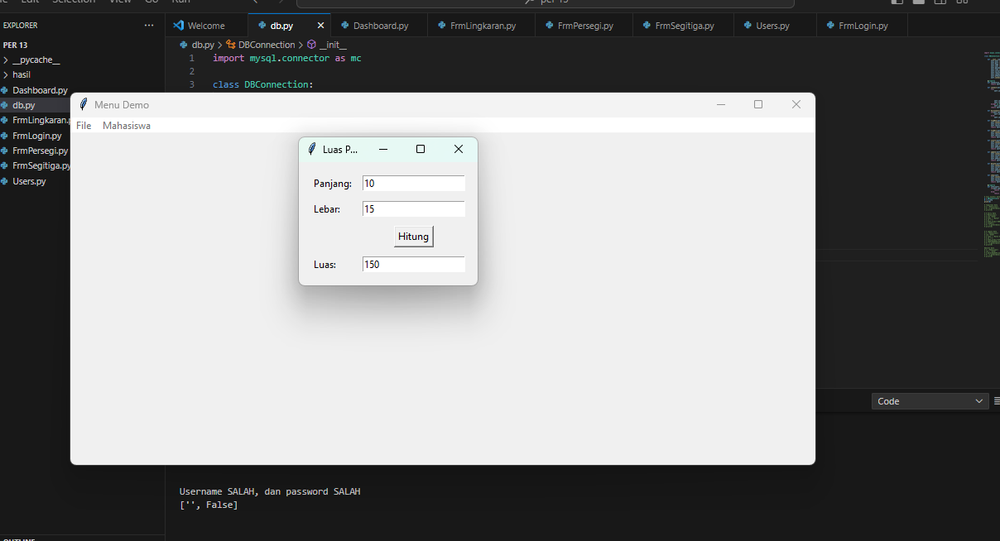 Edit Selection View Go Run
per 13
EXPLORER ···
Welcome db.py Dashboard.py FrmLingkaran.py FrmPersegi.py FrmSegitiga.py Users.py FrmLogin.py
PER 13
__pycache__
hasil
Dashboard.py
db.py
FrmLingkaran.p
FrmLogin.py
FrmPersegi.py
FrmSegitiga.py
Users.py
db.py > DBConnection > __init__
1 import mysql.connector as mc
2
3 class DBConnection:
Menu Demo
File Mahasiswa
Luas P...
Panjang: 10
Lebar: 15
Hitung
Luas: 150
Code
Username SALAH, dan password SALAH
['', False]
OUTLINE